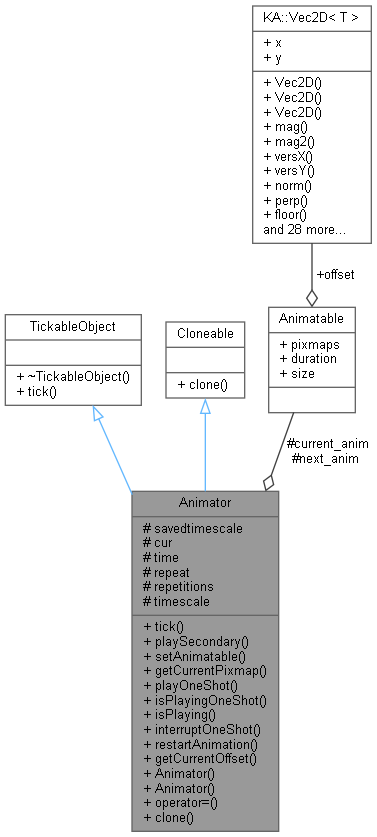 KA::Vec2D< T >
+ x
+ y
+ Vec2D()
+ Vec2D()
+ Vec2D()
+ mag()
+ mag2()
+ versX()
+ versY()
+ norm()
+ perp()
+ floor()
and 28 more...
+offset
TickableObject
+ ~TickableObject()
+ tick()
Cloneable
+ clone()
Animatable
+ pixmaps
+ duration
+ size
#current_anim
#next_anim
Animator
# savedtimescale
# cur
# time
# repeat
# repetitions
# timescale
+ tick()
+ playSecondary()
+ setAnimatable()
+ getCurrentPixmap()
+ playOneShot()
+ isPlayingOneShot()
+ isPlaying()
+ interruptOneShot()
+ restartAnimation()
+ getCurrentOffset()
+ Animator()
+ Animator()
+ operator=()
+ clone()